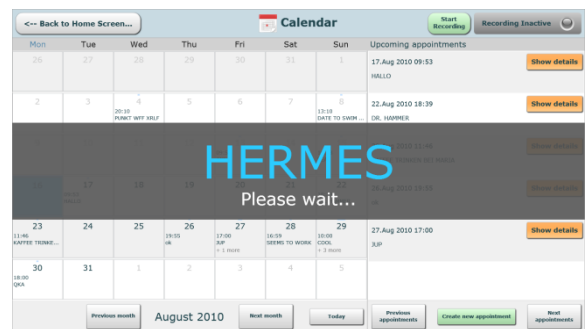 <-- Back to Home Screen...)
Calendar
Start Recording
Recording Inactive
Mon Tue Wed Thu Fri Sat Sun
Upcoming appointments
26 27 28 29 30 31 1
17.Aug 2010 09:53
Show details
HALLO
2 3 4 5 6 7 8
20:10
PUNKT WFF XRLF
13:10
DATE TO SWIM ...
22.Aug 2010 18:39
Show details
DR. HAMMER
HERMES
Please wait...
17 18 19 20 21 22
23 24 25 26 27 28 29
11:46
KAFFEE TRINKE...
19:55
ok
17:00
JUP
+ 1 more
16:59
SEEMS TO WORK
10:00
COOL
+ 3 more
27.Aug 2010 17:00
Show details
JUP
30 31 1 2 3 4 5
18:00
QKA
Previous month
August 2010
Next month
Today
Previous appointments
Create new appointment
Next appointments